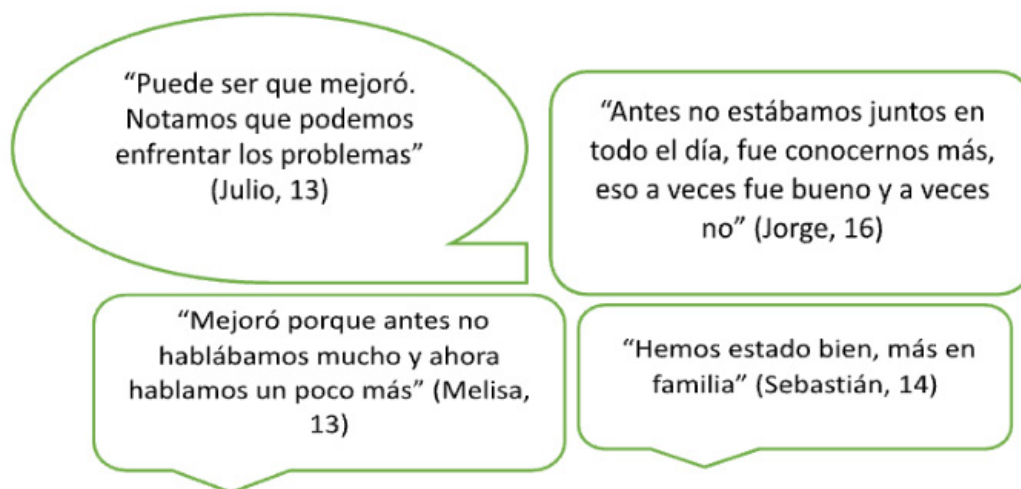 “Puede ser que mejoró.
Notamos que podemos
enfrentar los problemas”
(Julio, 13)
“Antes no estábamos juntos en
todo el día, fue conocernos más,
eso a veces fue bueno y a veces
no” (Jorge, 16)
“Mejoró porque antes no
hablábamos mucho y ahora
hablamos un poco más” (Melisa,
13)
“Hemos estado bien, más en
familia” (Sebastián, 14)